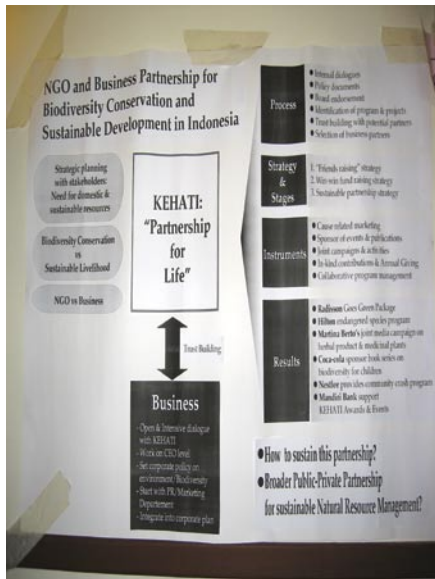 NGO and Business Partnership for
Biodiversity Conservation and
Sustainable Development in Indonesia
Strategic planning
with stakeholders:
Need for domestic &
sustainable resources
Biodiversity Conservation
vs
Sustainable Livelihood
NGO vs Business
KEHATI:
"Partnership
for
Life"
Trust Building
Business
- Open & Intensive dialogue
with KEHATI
- Work on CEO level
- Set corporate policy on
environment/Biodiversity
- Start with PR/Marketing
Departement
- Integrate into corporate plan
Process
● Internal dialogues
● Policy documents
● Board endorsement
● Identification of program & projects
● Trust building with potential partners
● Selection of business partners
Strategy
&
Stages
1. "Friends raising" strategy
2. Win-win fund raising strategy
3. Sustainable partnership strategy
Instruments
● Cause related marketing
● Sponsor of events & publications
● Joint campaigns & activities
● In-kind contributions & Annual Giving
● Collaborative program management
Results
● Radisson Goes Green Package
● Hilton endangered species program
● Martina Berto's joint media campaign on
herbal product & medicinal plants
● Coca-cola sponsor book series on
biodiversity for children
● Nestle provides community crash program
● Mandiri Bank support
KEHATI Awards & Events
● How to sustain this partnership?
● Broader Public-Private Partnership
for sustainable Natural Resource Management?